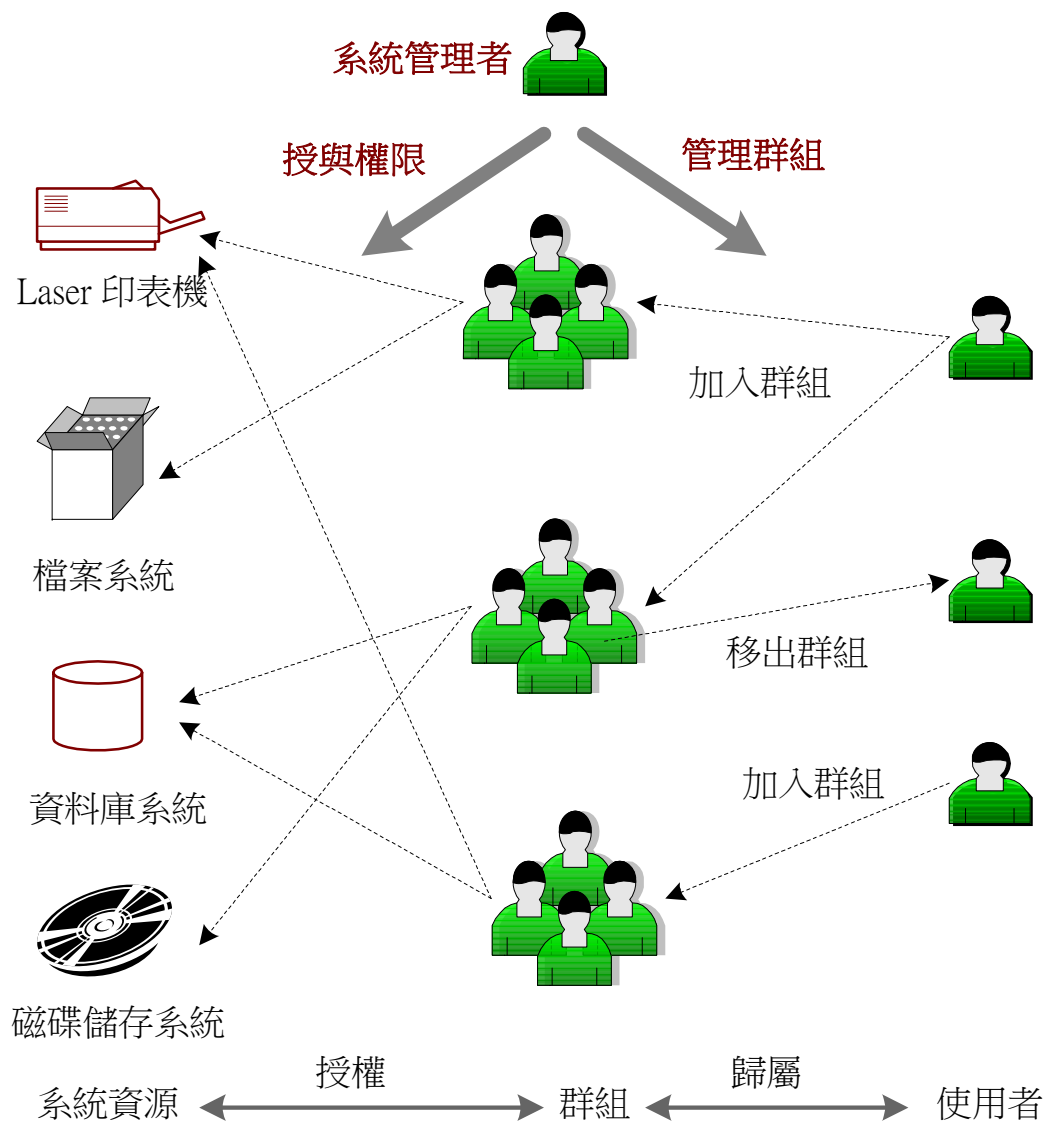 系統管理者
授與權限
管理群組
Laser 印表機
加入群組
檔案系統
移出群組
加入群組
資料庫系統
磁碟儲存系統
授權
歸屬
系統資源
群組
使用者